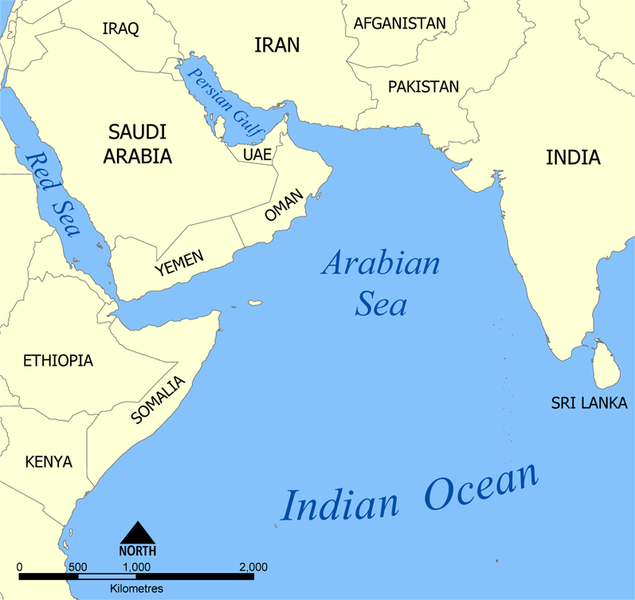 IRAQ
IRAN
AFGANISTAN
PAKISTAN
Persian Gulf
SAUDI
ARABIA
UAE
INDIA
Red Sea
OMAN
YEMEN
Arabian
Sea
ETHIOPIA
SOMALIA
SRI LANKA
KENYA
Indian Ocean
NORTH
0 500 1,000 2,000
Kilometres